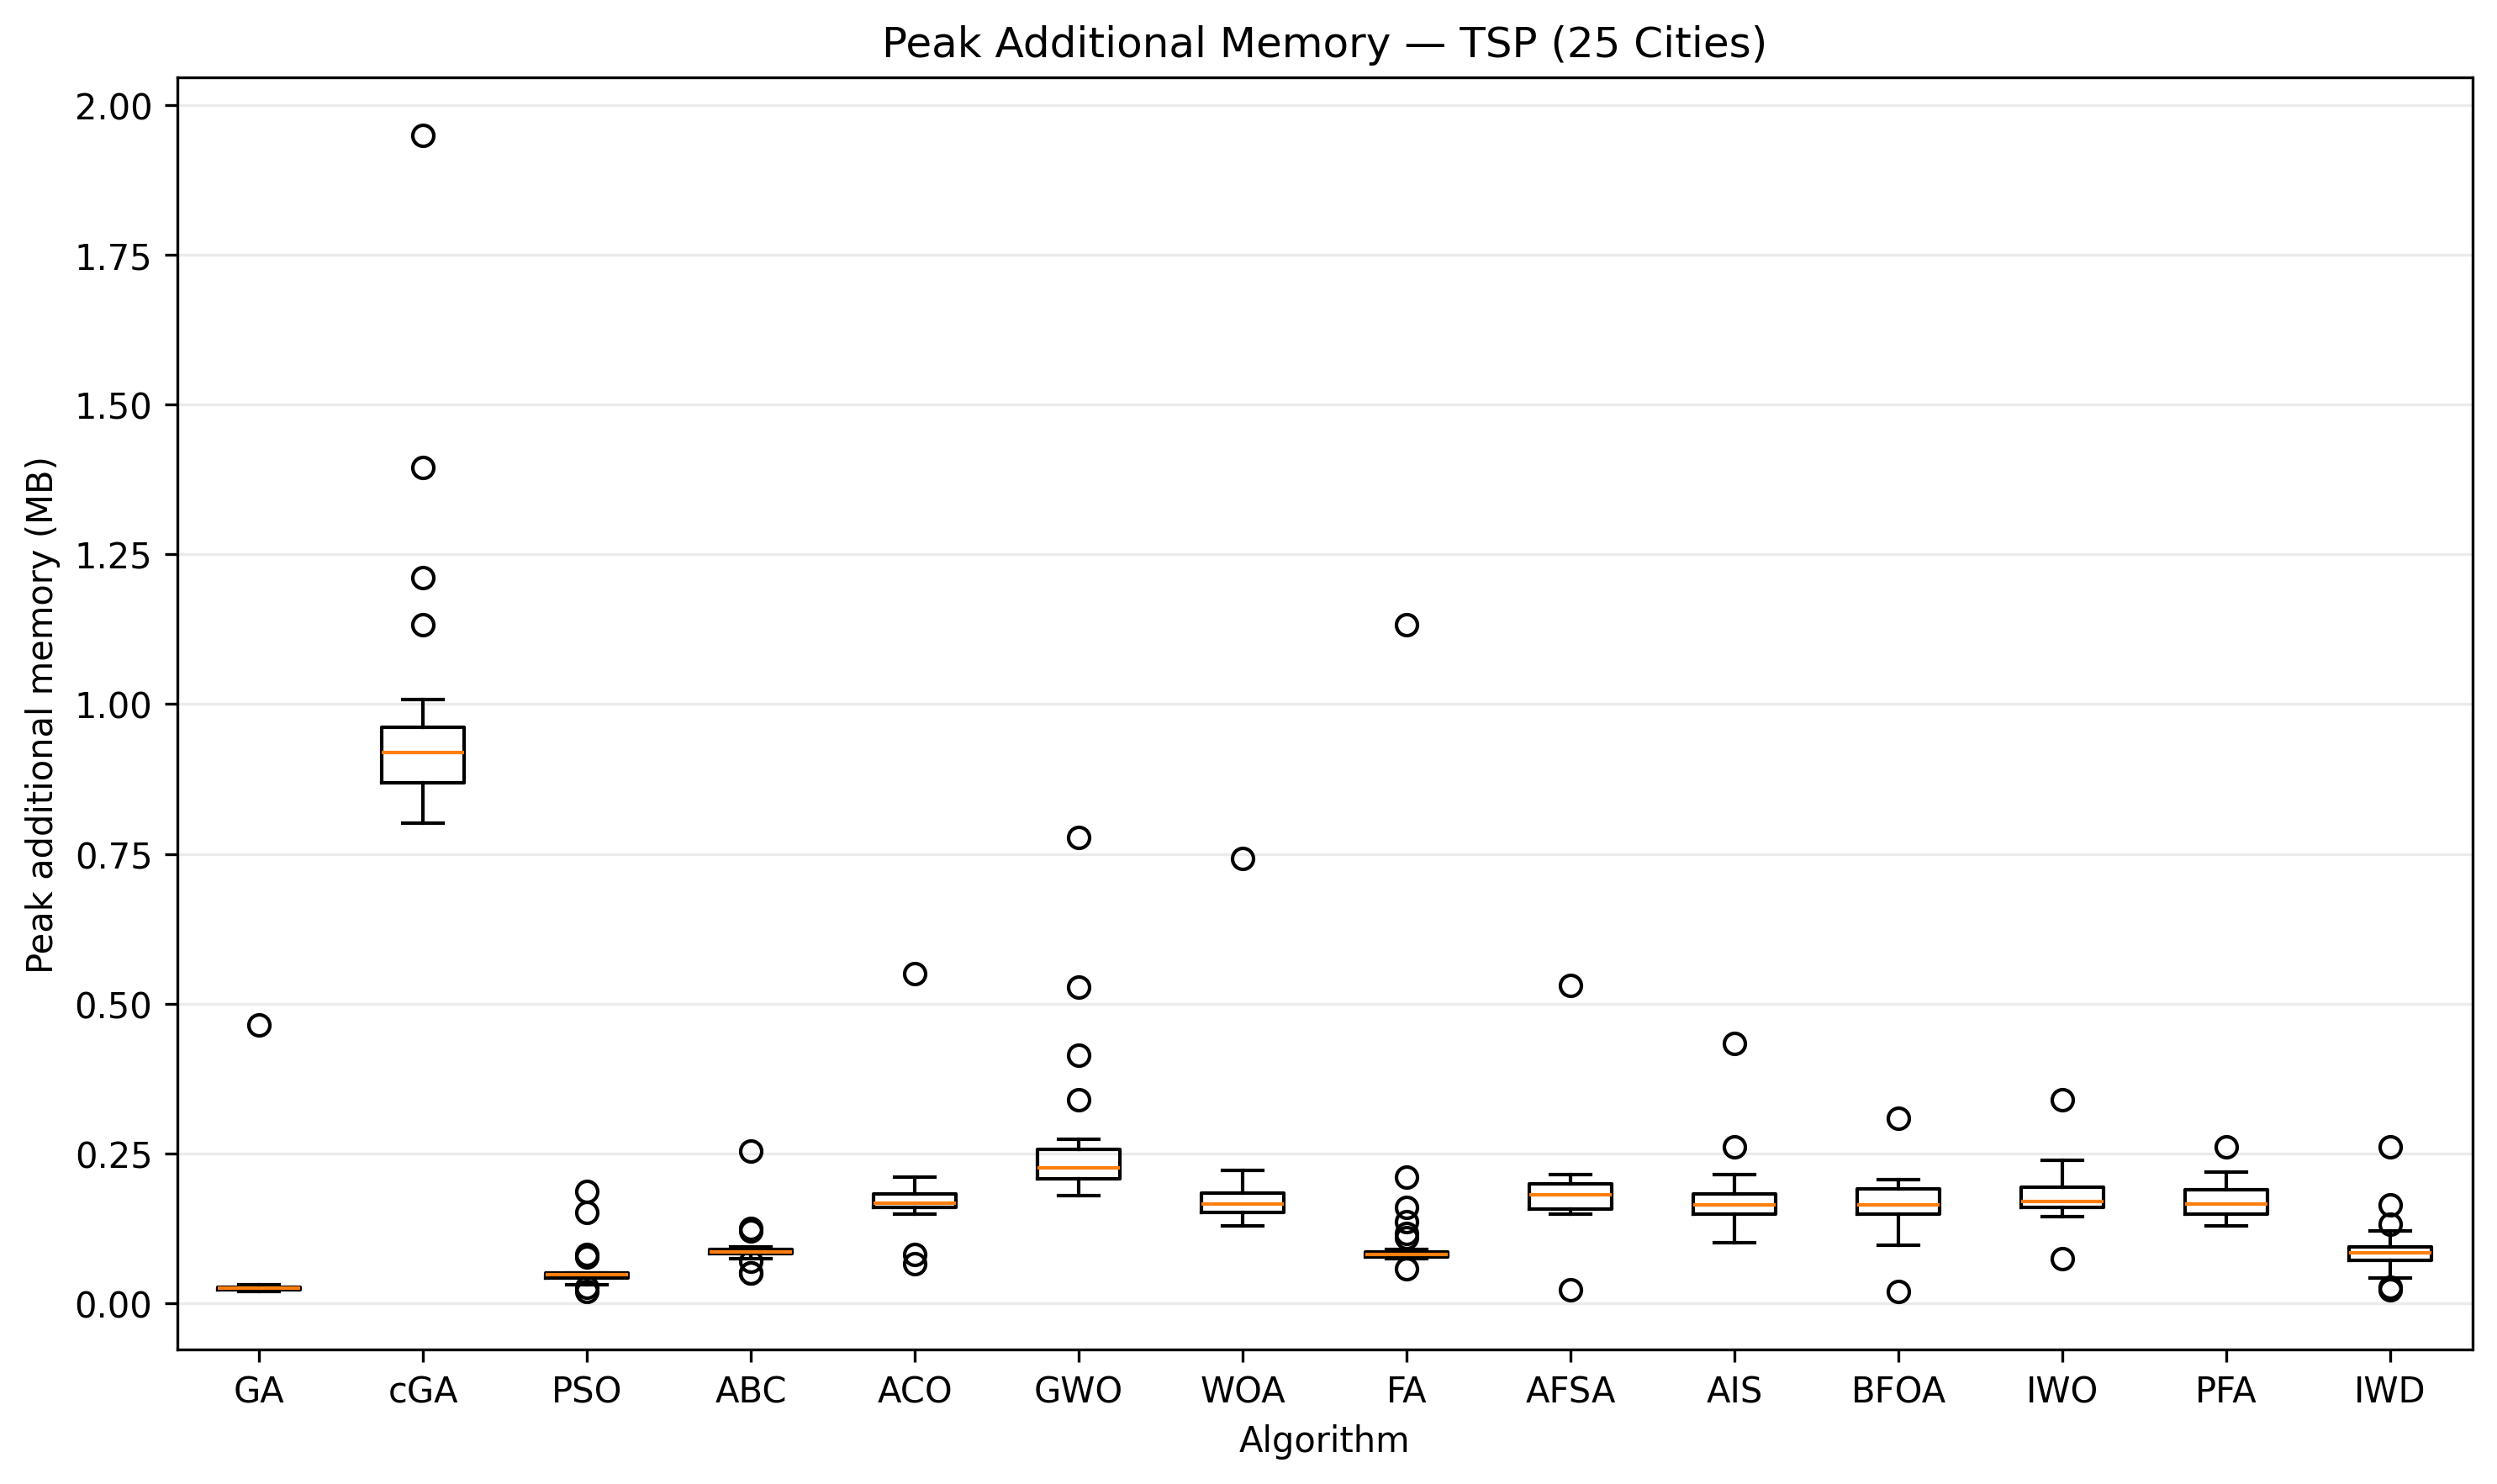 Peak Additional Memory — TSP (25 Cities)
Peak additional memory (MB)
2.00
1.75
1.50
1.25
1.00
0.75
0.50
0.25
0.00
GA cGA PSO ABC ACO GWO WOA FA AFSA AIS BFOA IWO PFA IWD
Algorithm